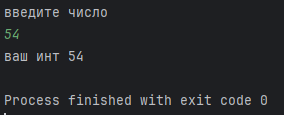 введите число
54
ваш инт 54
Process finished with exit code 0